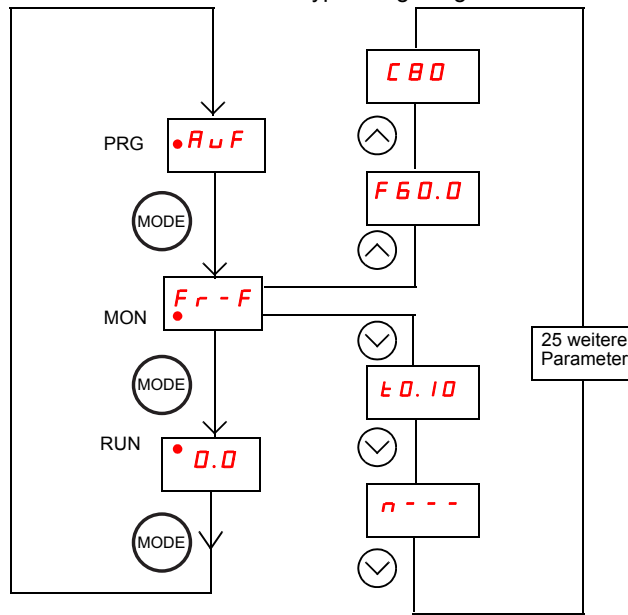 C80
PRG
AuF
F60.0
MODE
Fr-F
MON
25 weitere
Parameter
MODE
t0.10
RUN
0.0
n---
MODE